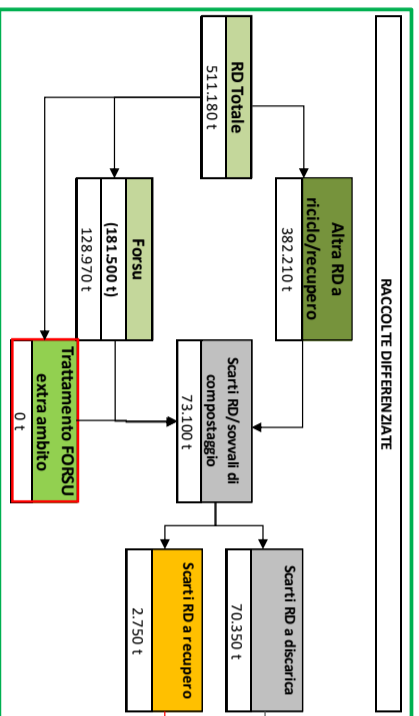 RACCOLTE DIFFERENZIATE
Altra RD a
riciclo/recupero
382.210 t
RD Totale
511.180 t
Forsu
(181.500 t)
128.970 t
Trattamento FORSU
extra ambito
0 t
Scarti RD/sovvali di
compostaggio
73.100 t
Scarti RD a discarica
70.350 t
Scarti RD a recupero
2.750 t